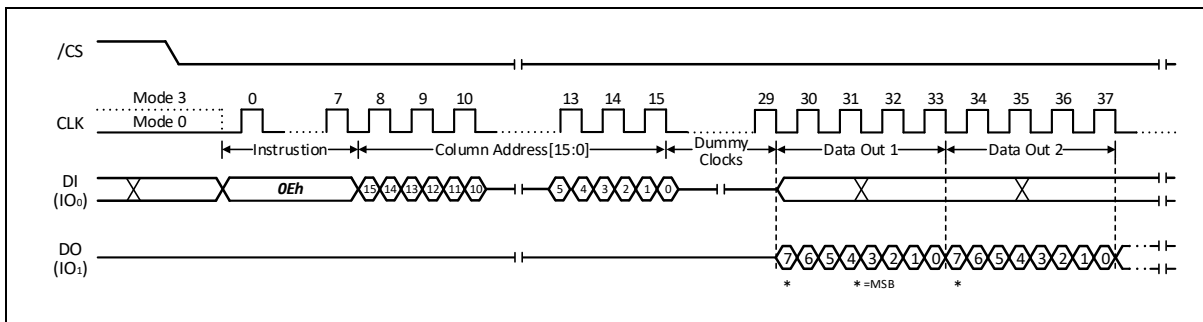 /CS
0 7 8 9 10 13 14 15 29 30 31 32 33 34 35 36 37
Mode 3
CLK
Mode 0
Instrustion Column Address[15:0] Dummy Clocks Data Out 1 Data Out 2
DI
(IO0)
0Eh 15 14 13 12 11 10 5 4 3 2 1 0
DO
(IO1)
7 6 5 4 3 2 1 0 7 6 5 4 3 2 1 0
* * =MSB *